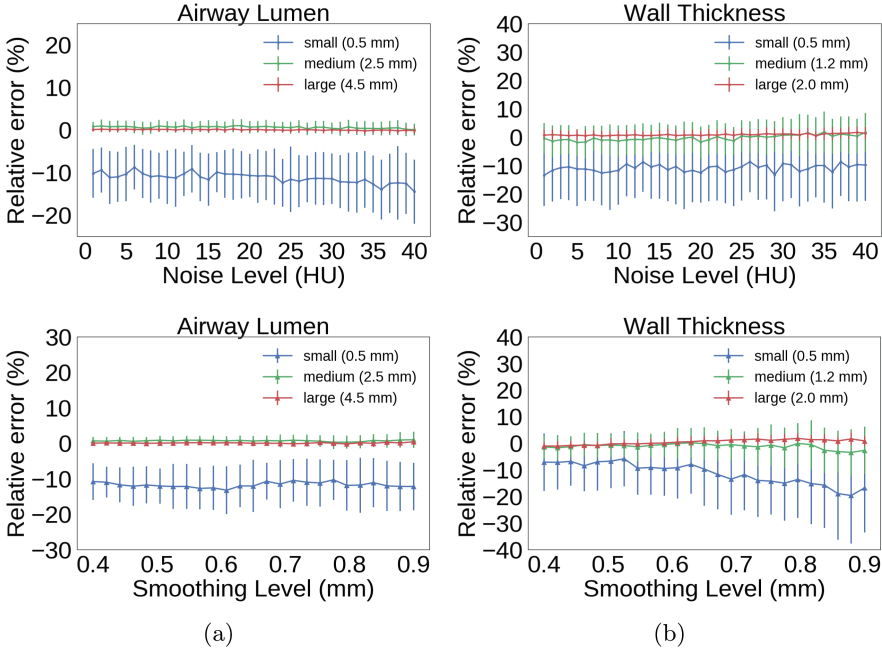 Airway Lumen
Relative error (%)
20
10
0
−10
−20
small (0.5 mm)
medium (2.5 mm)
large (4.5 mm)
0 5 10 15 20 25 30 35 40
Noise Level (HU)
Wall Thickness
Relative error (%)
40
30
20
10
0
−10
−20
−30
small (0.5 mm)
medium (1.2 mm)
large (2.0 mm)
0 5 10 15 20 25 30 35 40
Noise Level (HU)
Airway Lumen
Relative error (%)
30
20
10
0
−10
−20
−30
small (0.5 mm)
medium (2.5 mm)
large (4.5 mm)
0.4 0.5 0.6 0.7 0.8 0.9
Smoothing Level (mm)
Wall Thickness
Relative error (%)
40
30
20
10
0
−10
−20
−30
−40
small (0.5 mm)
medium (1.2 mm)
large (2.0 mm)
0.4 0.5 0.6 0.7 0.8 0.9
Smoothing Level (mm)
(a)
(b)